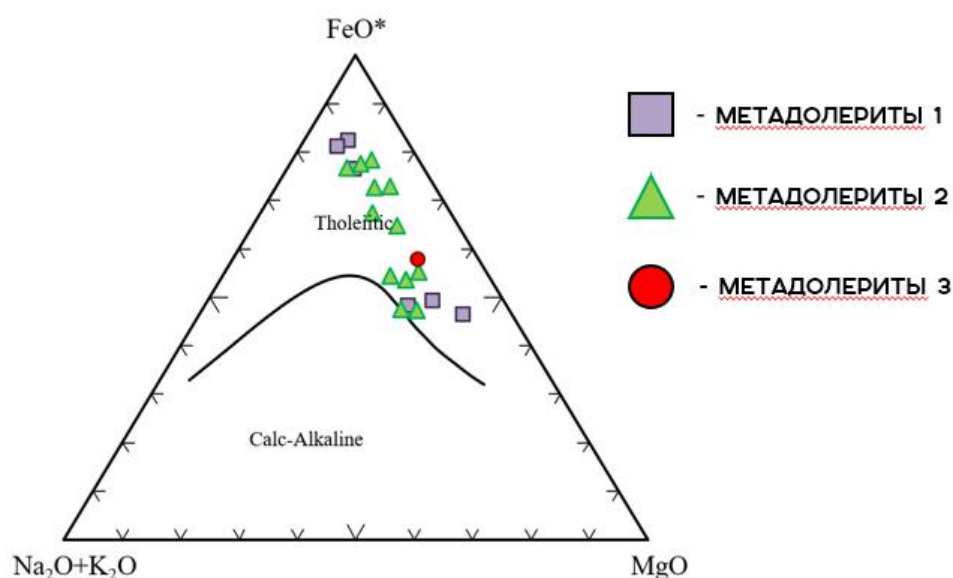 FeO*
- МЕТАДОЛЕРИТЫ 1
- МЕТАДОЛЕРИТЫ 2
- МЕТАДОЛЕРИТЫ 3
Tholeiitic
Calc-Alkaline
Na₂O+K₂O
MgO